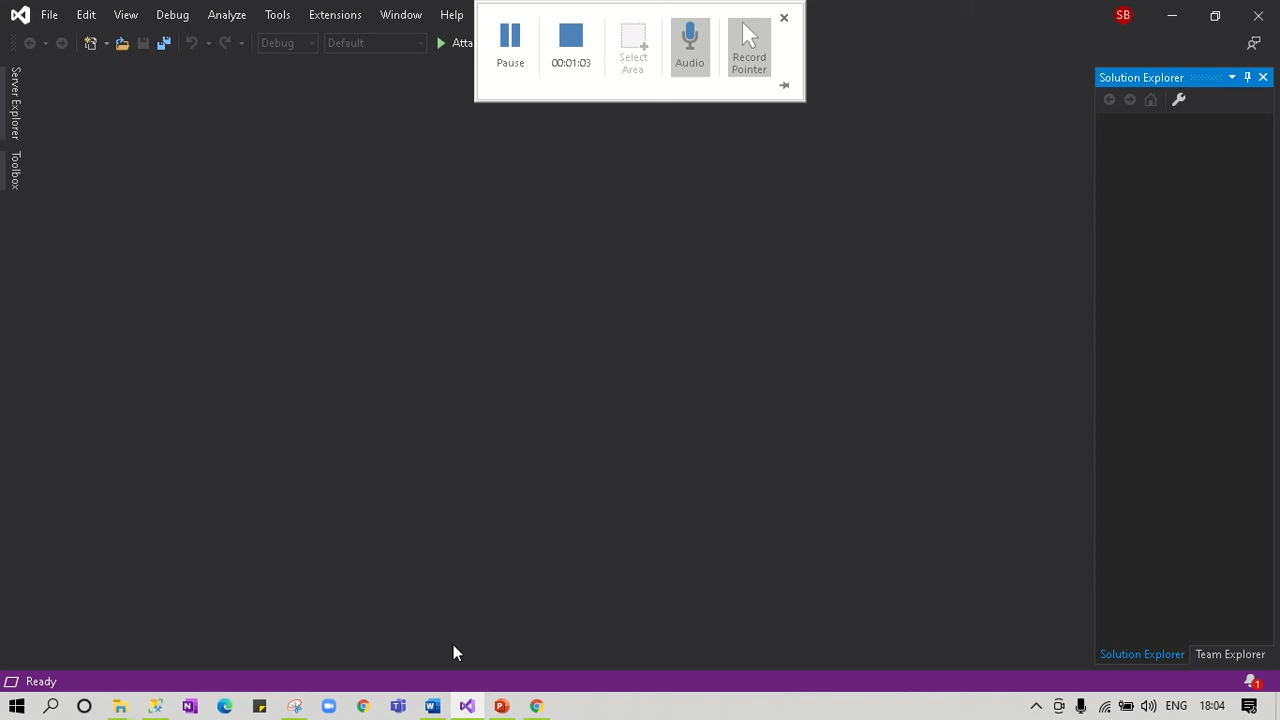 File
View
Debug
Analyze
Tools
Extensions
Window
Help
Pause
00:01:03
Select
Area
Audio
Record
Pointer
SB
Debug
Default
Atta
Server Explorer
Toolbox
Solution Explorer
Solution Explorer
Team Explorer
Ready
1
ENG
18:04